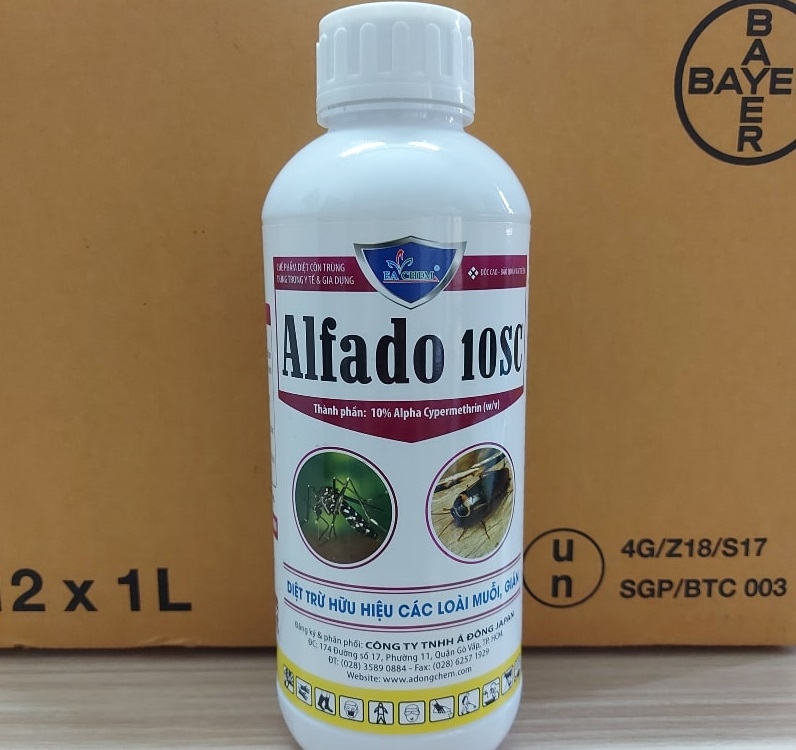 BAYER
BAYER
CHẾ PHẨM DIỆT CÔN TRÙNG
DÙNG TRONG Y TẾ & GIA DỤNG
EA CHEM®
Alfado 10SC
Thành phần: 10% Alpha Cypermethrin (w/v)
DIỆT TRỪ HỮU HIỆU CÁC LOÀI MUỖI, GIÁN
Đăng ký & phân phối: CÔNG TY TNHH Á ĐÔNG JAPAN
ĐC: 174 Đường số 17, Phường 11, Quận Gò Vấp, TP. HCM
ĐT: (028) 3589 0884 - Fax: (028) 6257 1929
Website: www.adongchem.com
2 x 1L
u
n
4G/Z18/S17
SGP/BTC 003